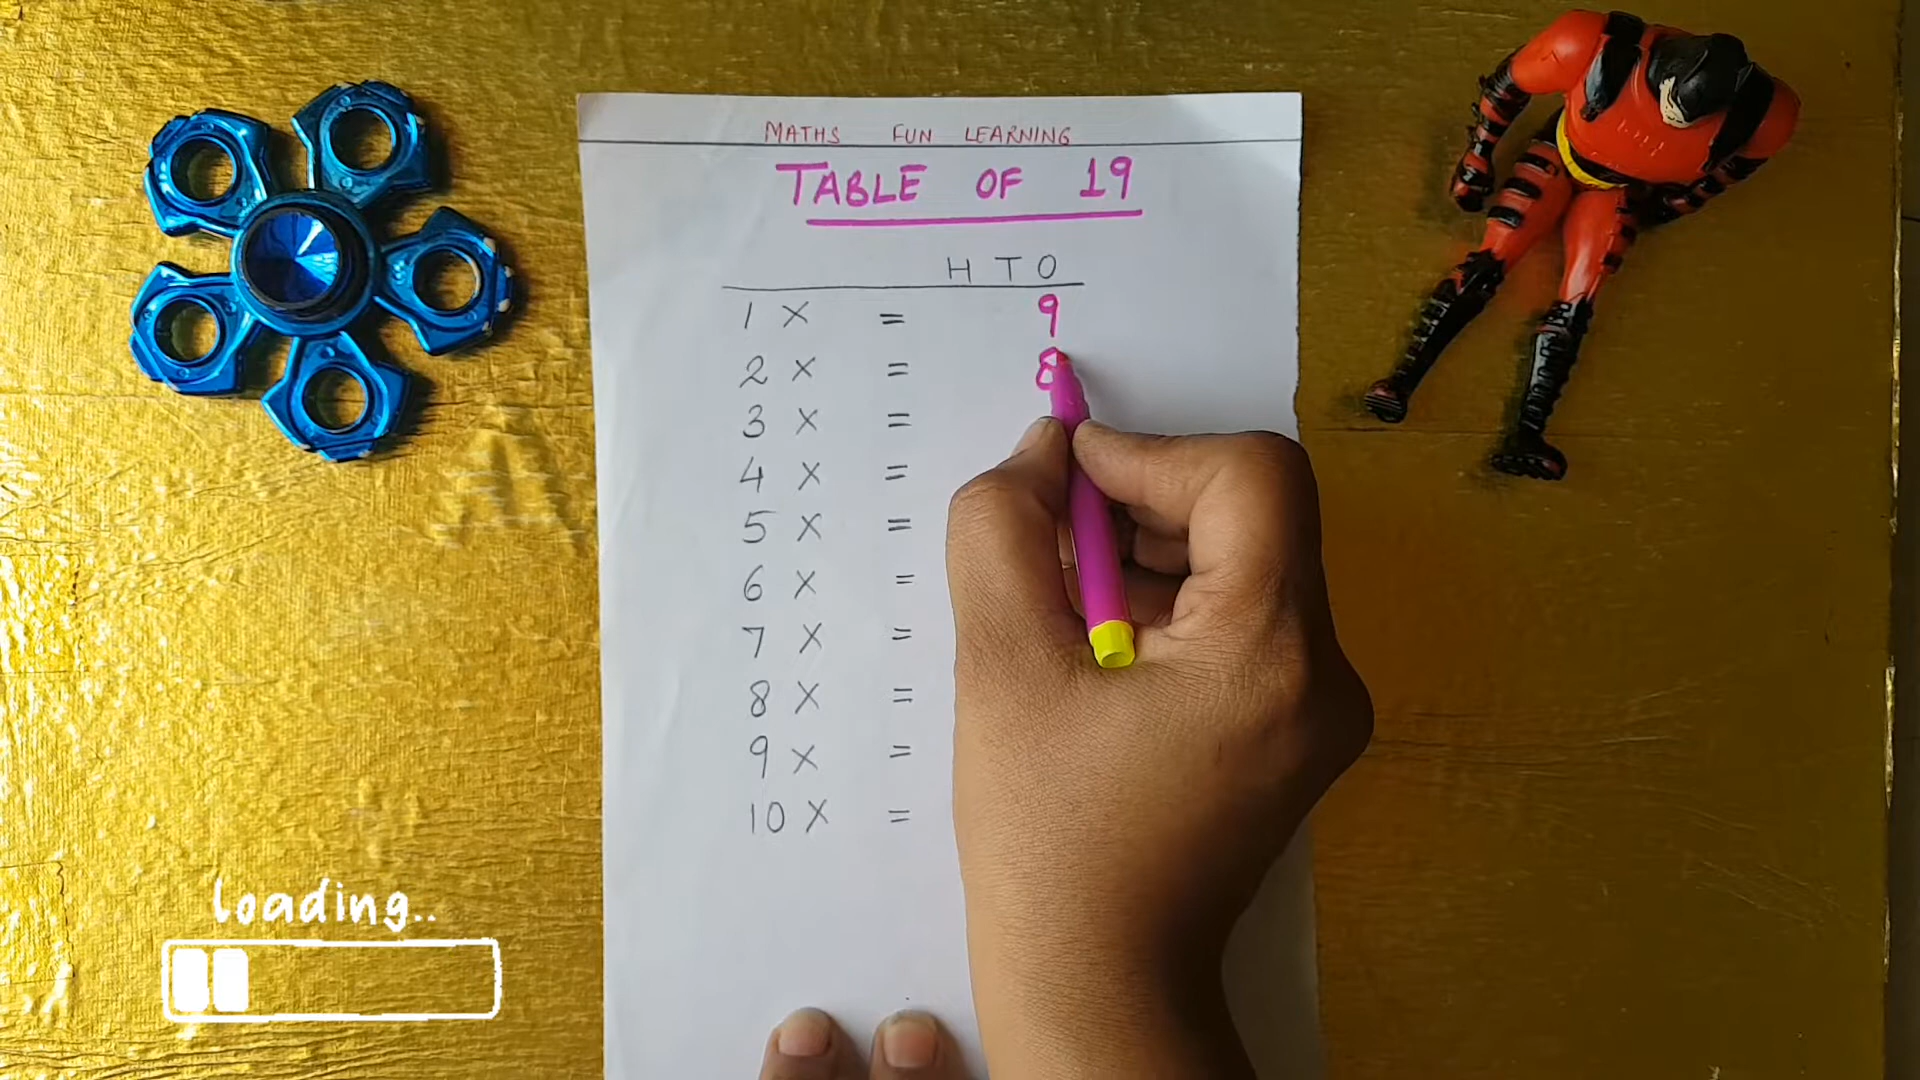 MATHS FUN LEARNING
TABLE OF 19
H T O
1 X = 9
2 X = 8
3 X =
4 X =
5 X =
6 X =
7 X =
8 X =
9 X =
10 X =
loading..